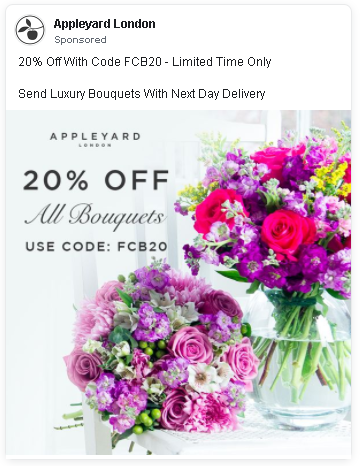 Appleyard London
Sponsored
20% Off With Code FCB20 - Limited Time Only
Send Luxury Bouquets With Next Day Delivery
APPLEYARD
LONDON
20% OFF
All Bouquets
USE CODE: FCB20